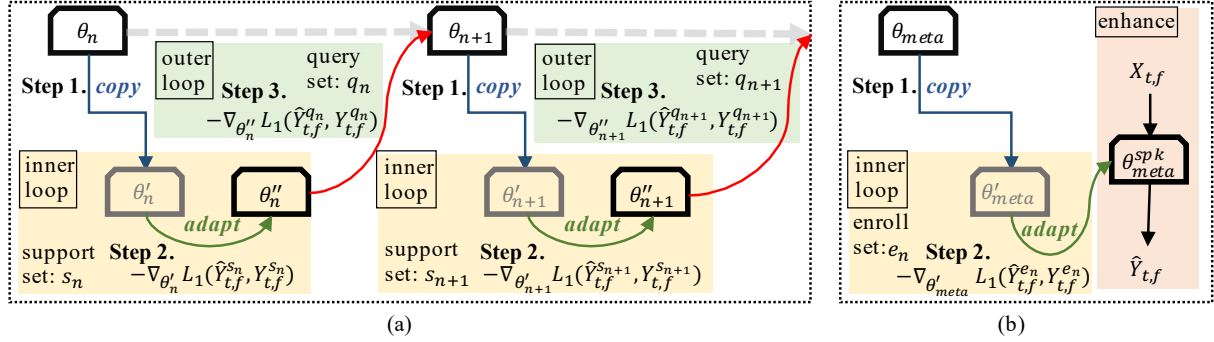 θ_n
θ_{n+1}
outer loop
query set: q_n
Step 1. copy
Step 3.
−∇_{θ''_n} L_1(Ŷ^{q_n}_{t,f}, Y^{q_n}_{t,f})
outer loop
query set: q_{n+1}
Step 1. copy
Step 3.
−∇_{θ''_{n+1}} L_1(Ŷ^{q_{n+1}}_{t,f}, Y^{q_{n+1}}_{t,f})
inner loop
θ'_n
θ''_n
adapt
support set: s_n
Step 2.
−∇_{θ'_n} L_1(Ŷ^{s_n}_{t,f}, Y^{s_n}_{t,f})
inner loop
θ'_{n+1}
θ''_{n+1}
adapt
support set: s_{n+1}
Step 2.
−∇_{θ'_{n+1}} L_1(Ŷ^{s_{n+1}}_{t,f}, Y^{s_{n+1}}_{t,f})
(a)
θ_{meta}
enhance
Step 1. copy
X_{t,f}
inner loop
θ'_{meta}
θ^{spk}_{meta}
adapt
enroll set:e_n
Step 2.
−∇_{θ'_{meta}} L_1(Ŷ^{e_n}_{t,f}, Y^{e_n}_{t,f})
Ŷ_{t,f}
(b)